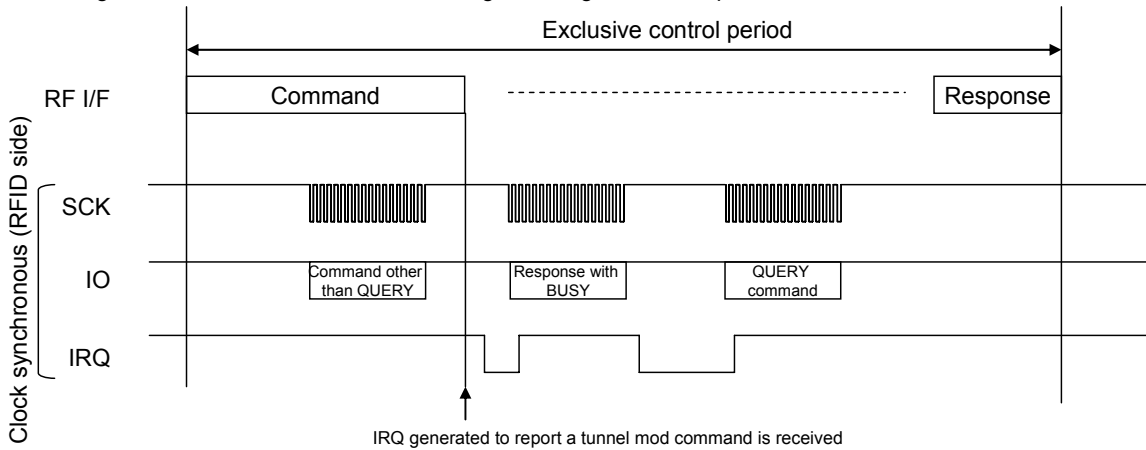 Exclusive control period
RF I/F
Command
Response
Clock synchronous (RFID side)
SCK
IO
Command other
than QUERY
Response with
BUSY
QUERY
command
IRQ
IRQ generated to report a tunnel mod command is received